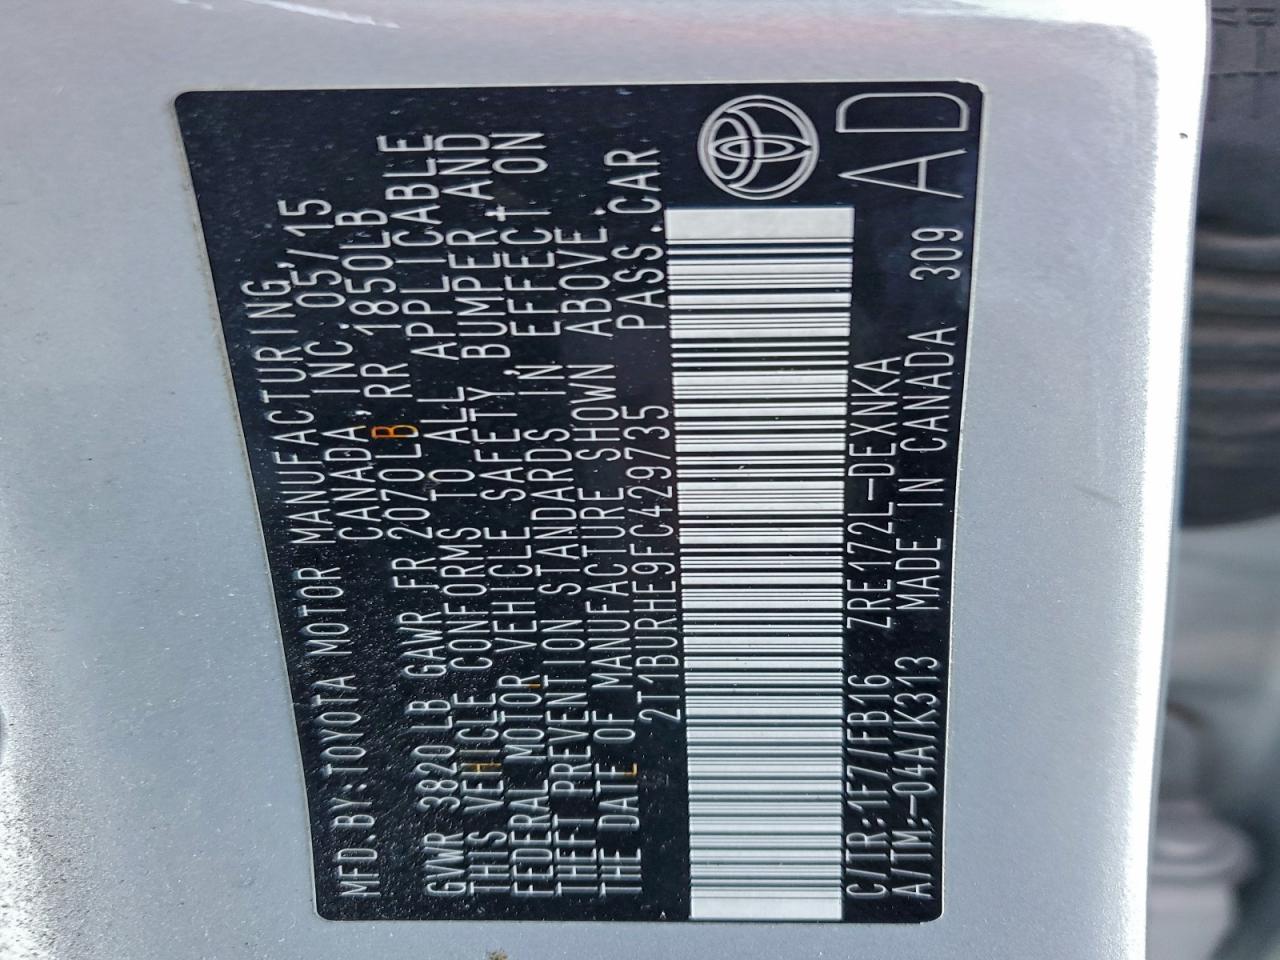 MFD.BY:TOYOTA MOTOR MANUFACTURING,
CANADA, INC. 05/15
GVWR 3820 LB GAWR FR 2070LB RR 1850LB
THIS VEHICLE CONFORMS TO ALL APPLICABLE
FEDERAL MOTOR VEHICLE SAFETY, BUMPER, AND
THEFT PREVENTION STANDARDS IN EFFECT ON
THE DATE OF MANUFACTURE SHOWN ABOVE.
2T1BURHE9FC429735 PASS.CAR
C/TR:1F7/FB16 ZRE172L-DEXNKA
A/TM:-04A/K313 MADE IN CANADA 309
AD